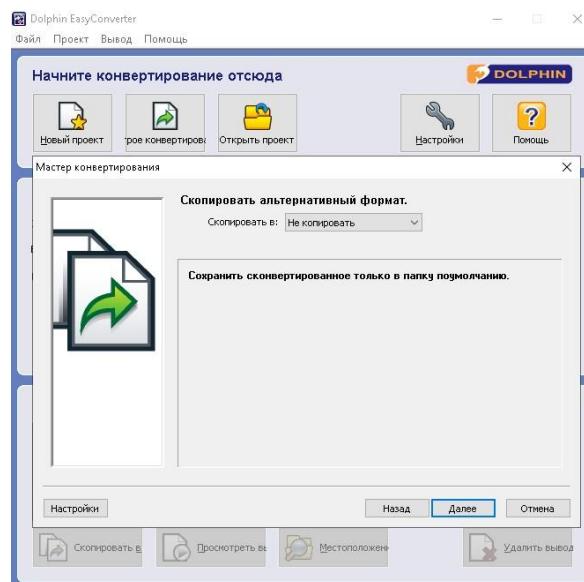 Dolphin EasyConverter
Файл Проект Вывод Помощь
Начните конвертирование отсюда
DOLPHIN
Новый проект
трое конвертирова
Открыть проект
Настройки
Помощь
Мастер конвертирования
Скопировать альтернативный формат.
Скопировать в: Не копировать
Сохранить сконвертированное только в папку поумолчанию.
Настройки
Назад
Далее
Отмена
Скопировать в
Просмотреть вы
Местоположен
Удалить вывод